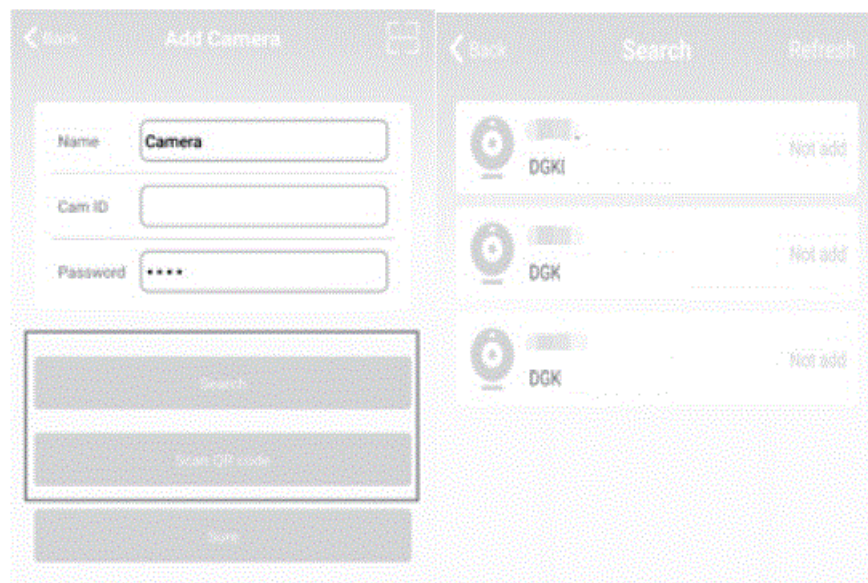 Back
Add Camera
Name
Camera
Cam ID
Password
••••
Search
Scan QR code
Sure
Back
Search
Refresh
DGKI
Not add
DGK
Not add
DGK
Not add